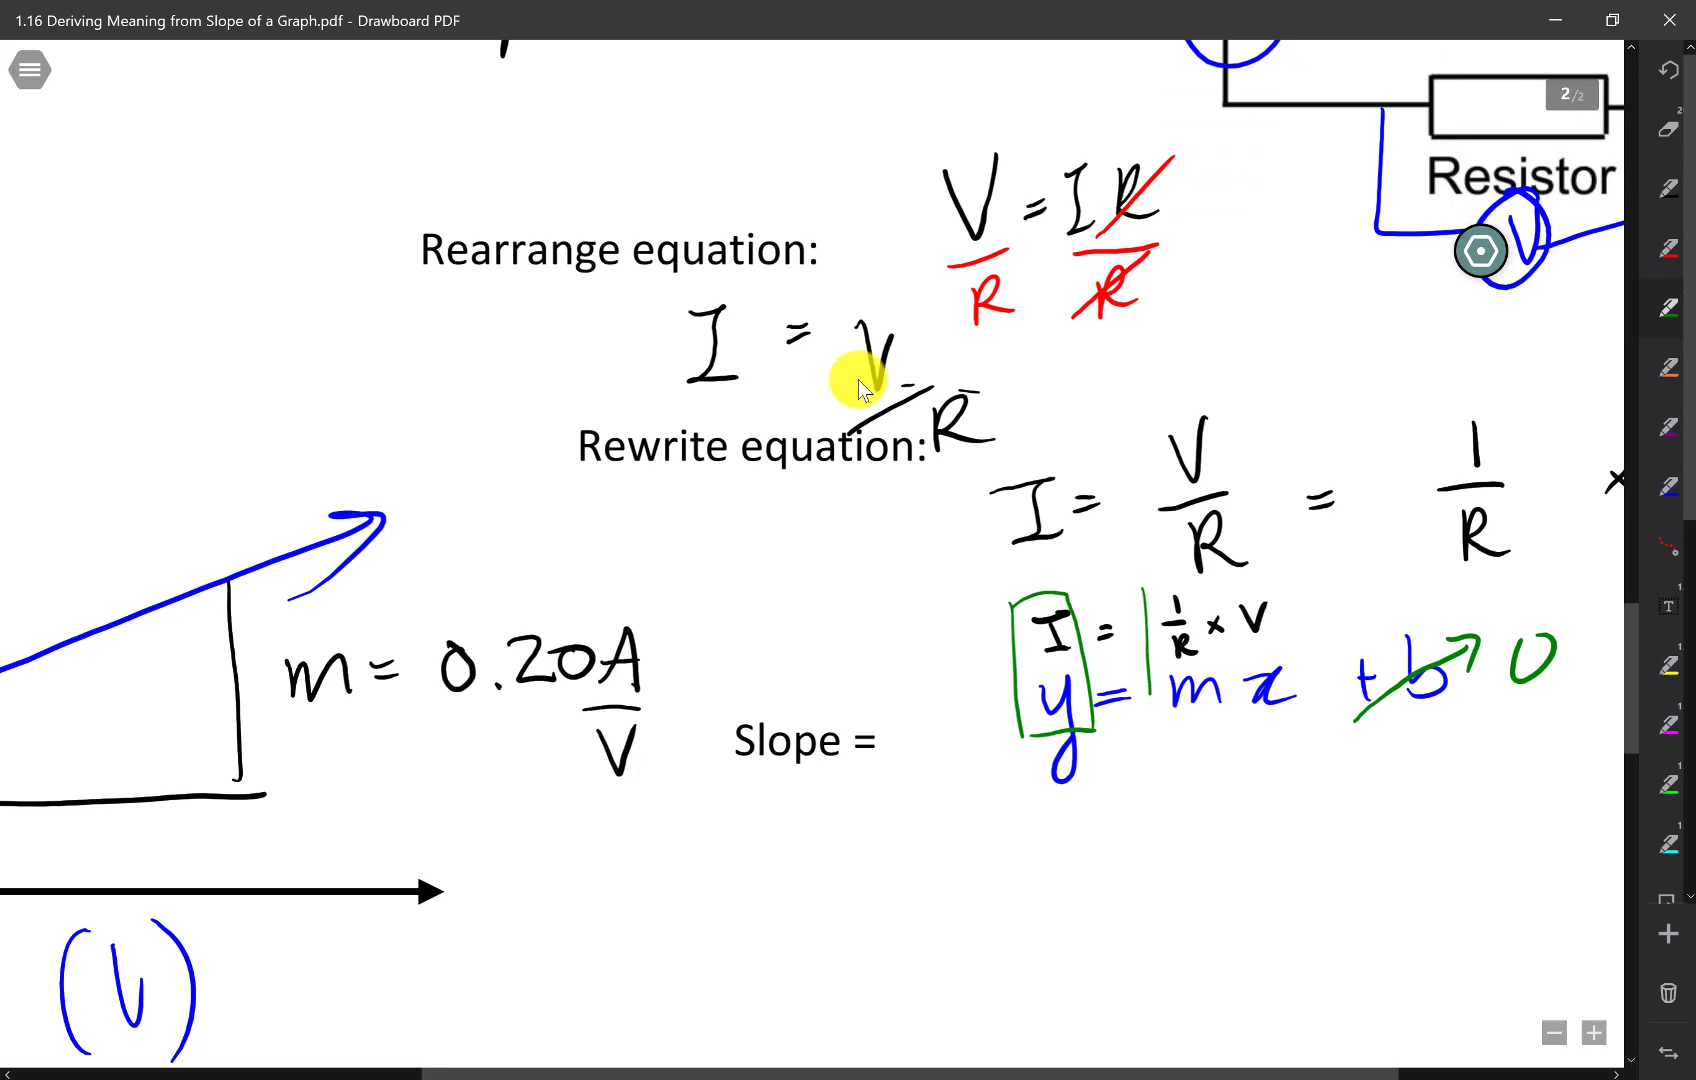 1.16 Deriving Meaning from Slope of a Graph.pdf - Drawboard PDF
2/2
Resistor
V
V = IR
R R
Rearrange equation:
I = V/R
Rewrite equation:
I = V/R = 1/R ×
I = 1/R × V
y = mx + b 0
m = 0.20 A/V
Slope =
(V)